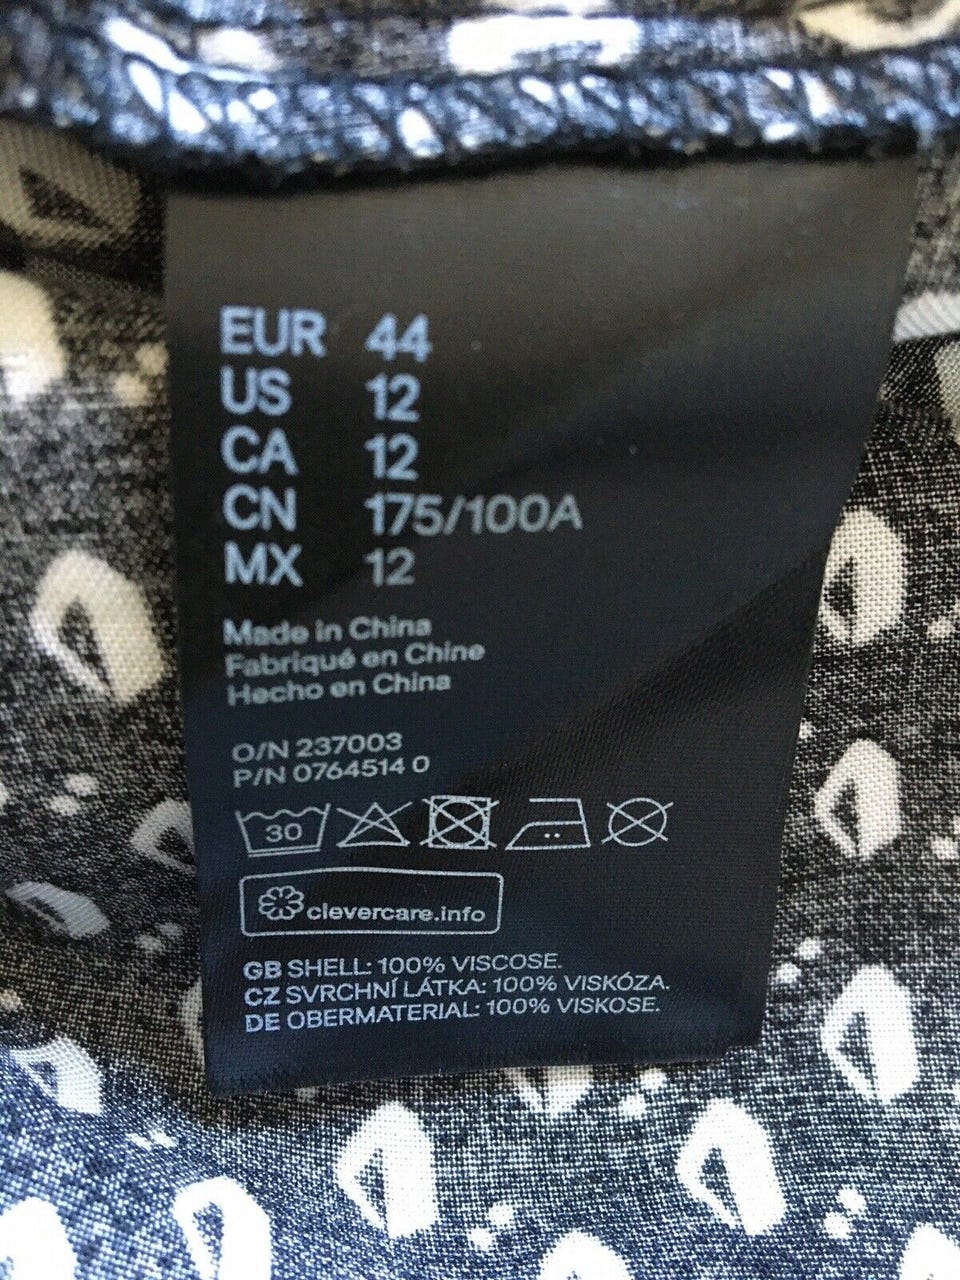 EUR 44
US 12
CA 12
CN 175/100A
MX 12
Made in China
Fabriqué en Chine
Hecho en China
O/N 237003
P/N 0764514 0
30
clevercare.info
GB SHELL: 100% VISCOSE.
CZ SVRCHNÍ LÁTKA: 100% VISKÓZA.
DE OBERMATERIAL: 100% VISKOSE.